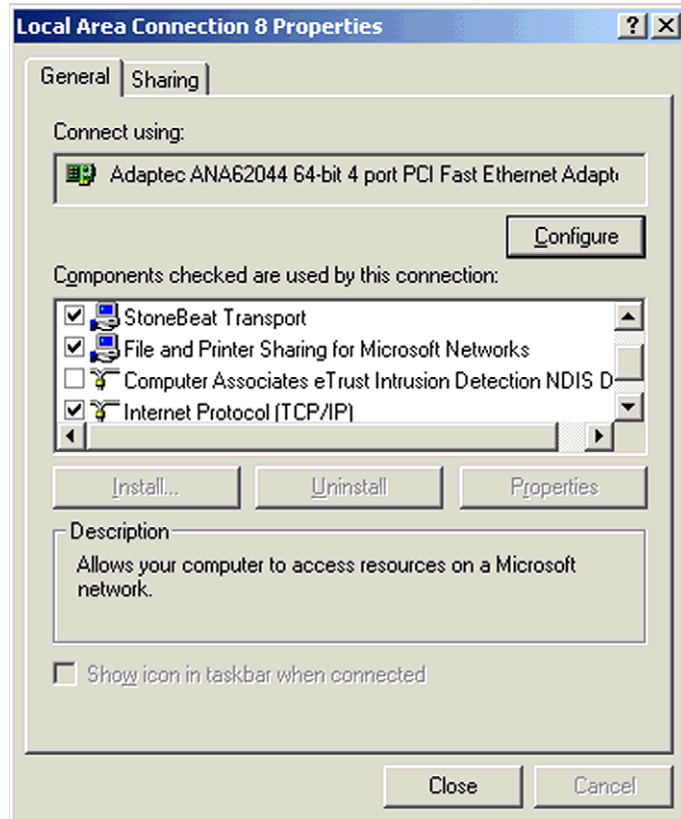 Local Area Connection 8 Properties
General Sharing
Connect using:
Adaptec ANA62044 64-bit 4 port PCI Fast Ethernet Adapt
Configure
Components checked are used by this connection:
StoneBeat Transport
File and Printer Sharing for Microsoft Networks
Computer Associates eTrust Intrusion Detection NDIS D
Internet Protocol (TCP/IP)
Install... Uninstall Properties
Description
Allows your computer to access resources on a Microsoft
network.
Show icon in taskbar when connected
Close Cancel